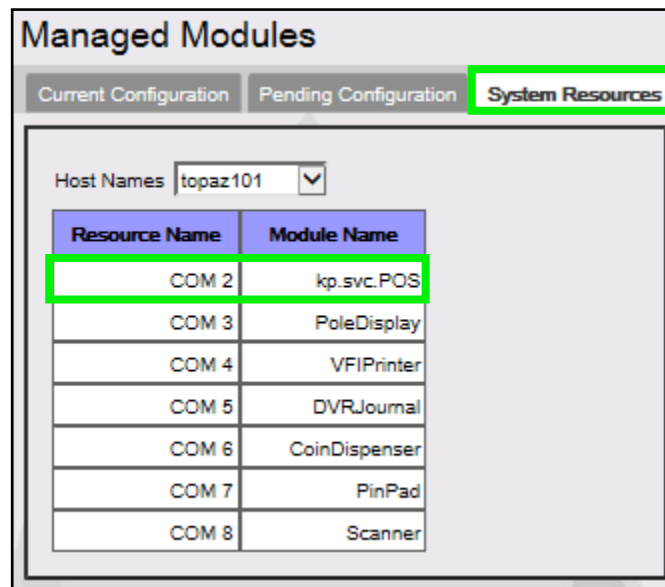 Managed Modules
Current Configuration Pending Configuration System Resources
Host Names topaz101
Resource Name Module Name
COM 2 kp.svc.POS
COM 3 PoleDisplay
COM 4 VFIPrinter
COM 5 DVRJournal
COM 6 CoinDispenser
COM 7 PinPad
COM 8 Scanner